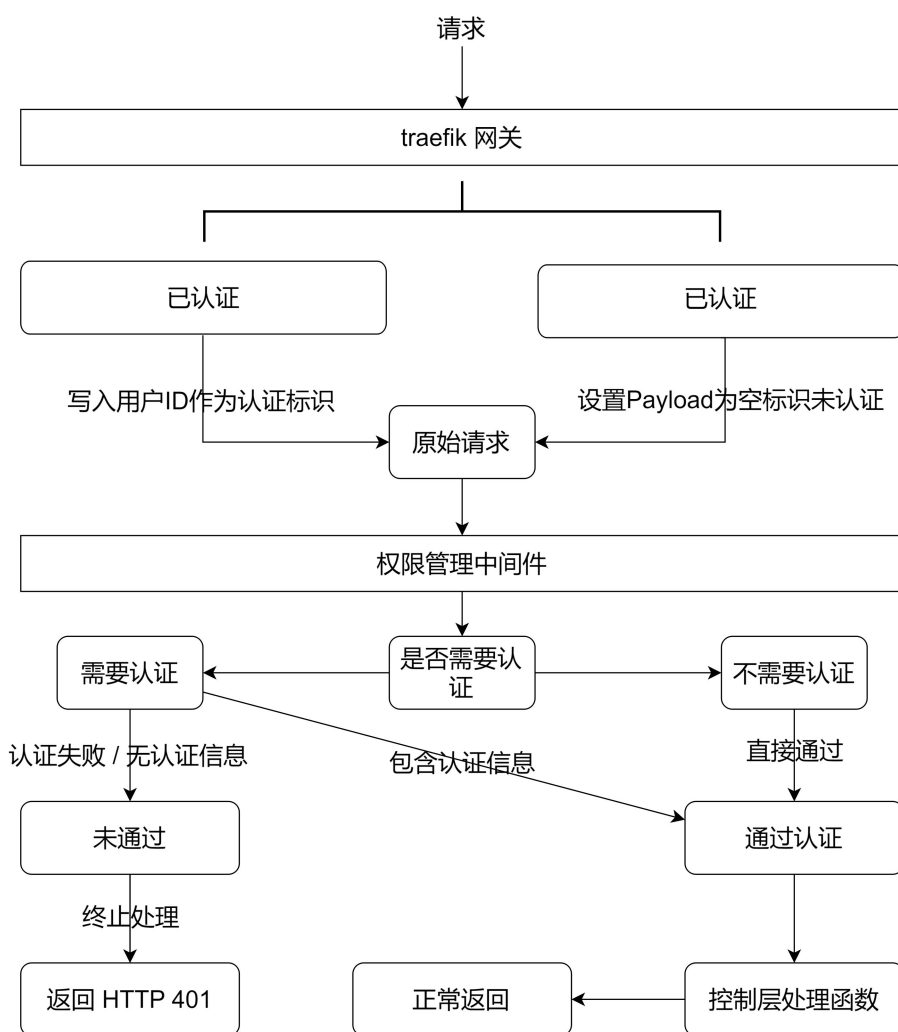 请求
traefik 网关
已认证
已认证
写入用户ID作为认证标识
设置Payload为空标识未认证
原始请求
权限管理中间件
需要认证
是否需要认
证
不需要认证
认证失败 / 无认证信息
包含认证信息
直接通过
未通过
通过认证
终止处理
返回 HTTP 401
正常返回
控制层处理函数